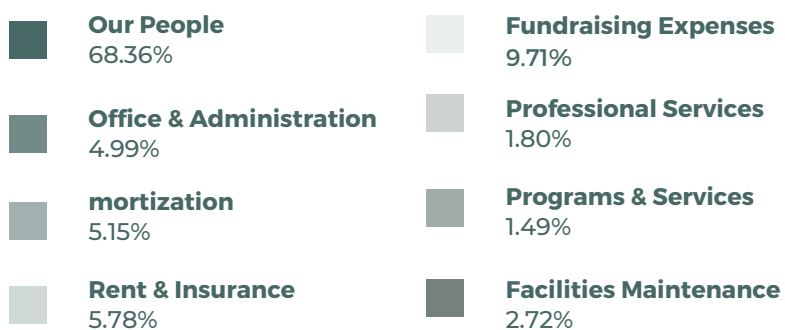 Our People
68.36%
Office & Administration
4.99%
mortization
5.15%
Rent & Insurance
5.78%
Fundraising Expenses
9.71%
Professional Services
1.80%
Programs & Services
1.49%
Facilities Maintenance
2.72%